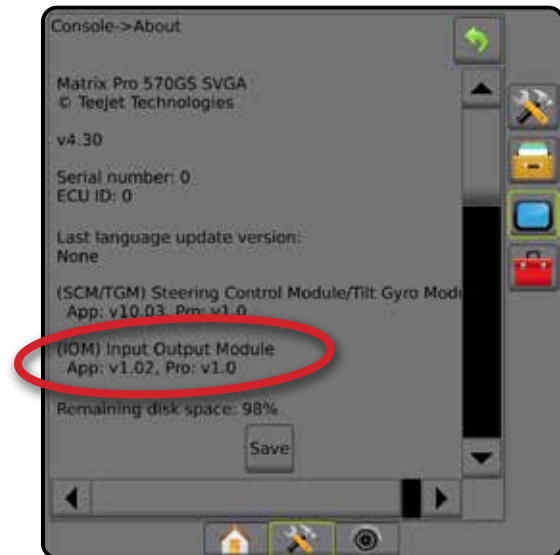 Console->About
Matrix Pro 570GS SVGA
© TeeJet Technologies
v4.30
Serial number: 0
ECU ID: 0
Last language update version:
None
(SCM/TGM) Steering Control Module/Tilt Gyro Modu
App: v10.03, Pro: v1.0
(IOM) Input Output Module
App: v1.02, Pro: v1.0
Remaining disk space: 98%
Save